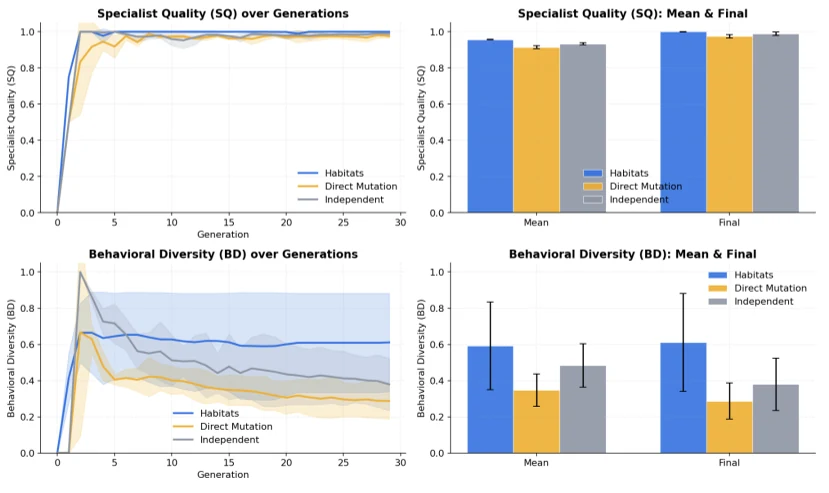 Specialist Quality (SQ) over Generations
Specialist Quality (SQ)
1.0
0.8
0.6
0.4
0.2
0.0
Habitats
Direct Mutation
Independent
0 5 10 15 20 25 30
Generation
Specialist Quality (SQ): Mean & Final
Specialist Quality (SQ)
1.0
0.8
0.6
0.4
0.2
0.0
Habitats
Direct Mutation
Independent
Mean Final
Behavioral Diversity (BD) over Generations
Behavioral Diversity (BD)
1.0
0.8
0.6
0.4
0.2
0.0
Habitats
Direct Mutation
Independent
0 5 10 15 20 25 30
Generation
Behavioral Diversity (BD): Mean & Final
Behavioral Diversity (BD)
1.0
0.8
0.6
0.4
0.2
0.0
Habitats
Direct Mutation
Independent
Mean Final